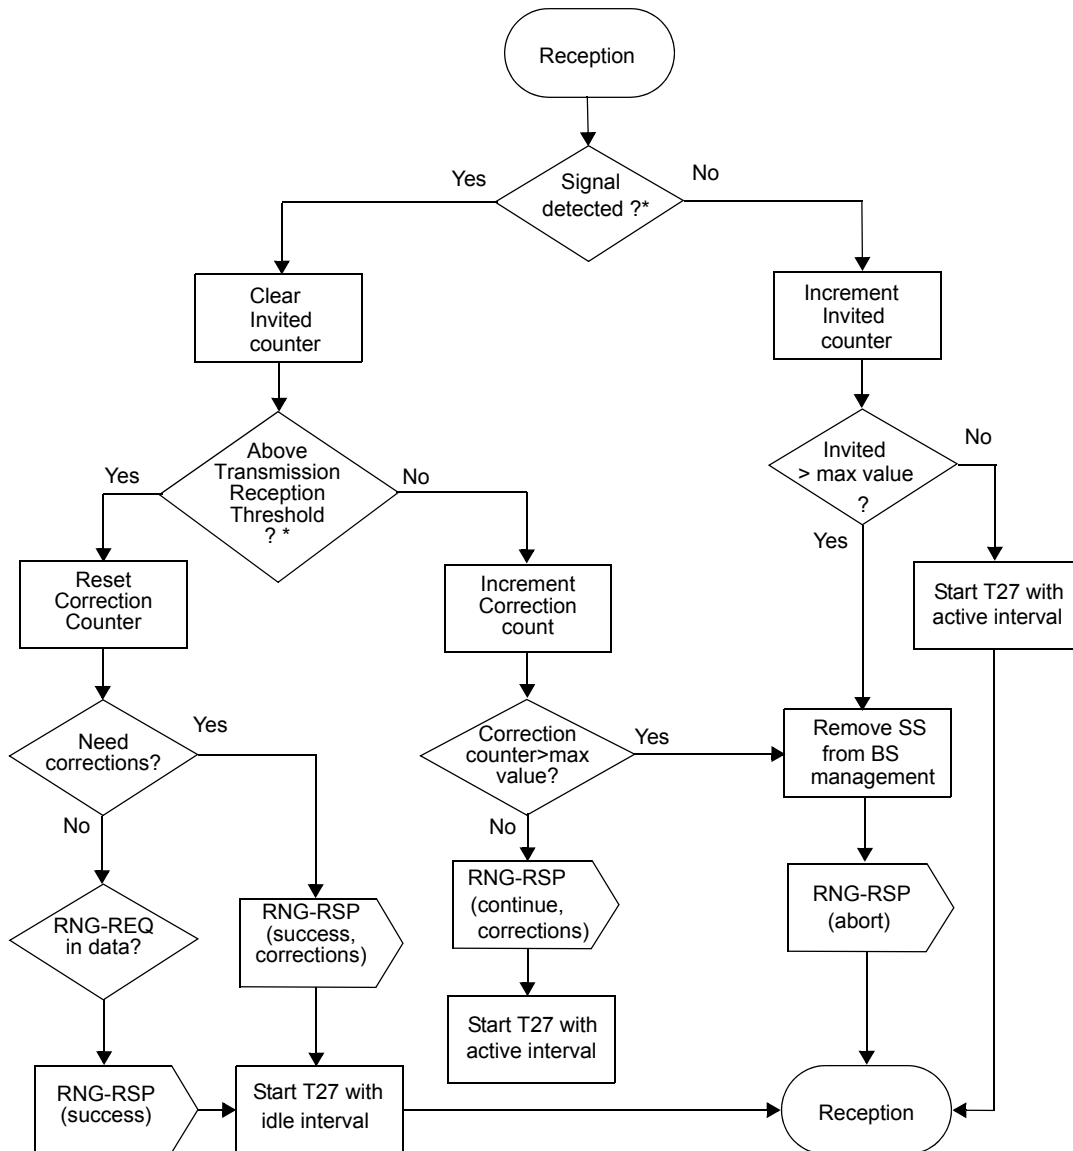 Reception
Yes
Signal
detected ?*
No
Clear
Invited
counter
Increment
Invited
counter
Yes
Above
Transmission
Reception
Threshold
? *
No
Invited
> max value
?
No
Yes
Reset
Correction
Counter
Increment
Correction
count
Start T27 with
active interval
Need
corrections?
Yes
No
Correction
counter>max
value?
Yes
No
Remove SS
from BS
management
RNG-REQ
in data?
RNG-RSP
(success,
corrections)
RNG-RSP
(continue,
corrections)
RNG-RSP
(abort)
Start T27 with
active interval
RNG-RSP
(success)
Start T27 with
idle interval
Reception